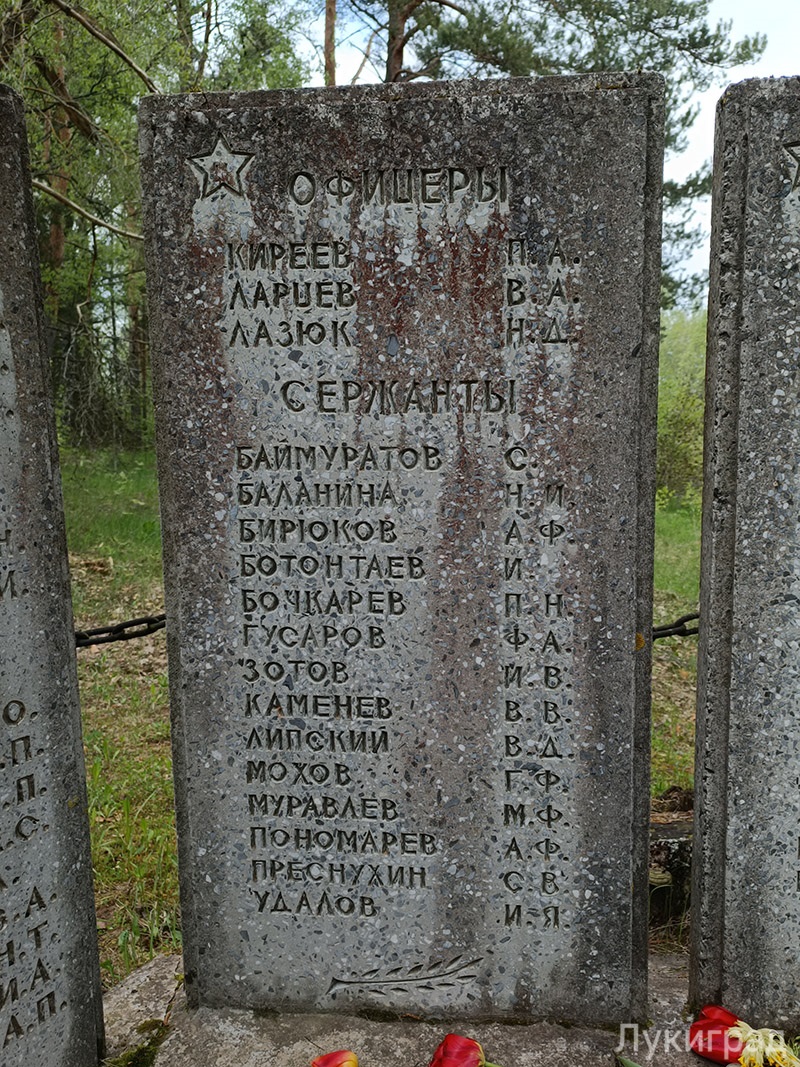 ОФИЦЕРЫ
КИРЕЕВ П.А.
ЛАРЦЕВ В.А.
ЛАЗЮК Н.Д.
СЕРЖАНТЫ
БАЙМУРАТОВ С.
БАЛАНИНА Н.И.
БИРЮКОВ А.Ф.
БОТОНТАЕВ И.
БОЧКАРЕВ П.Н.
ГУСАРОВ Ф.А.
ЗОТОВ И.В.
КАМЕНЕВ В.В.
ЛИПСКИЙ В.Д.
МОХОВ Г.Ф.
МУРАВЛЕВ М.Ф.
ПОНОМАРЕВ А.Ф.
ПРЕСНУХИН С.В.
УДАЛОВ И.Я.
Лукиград